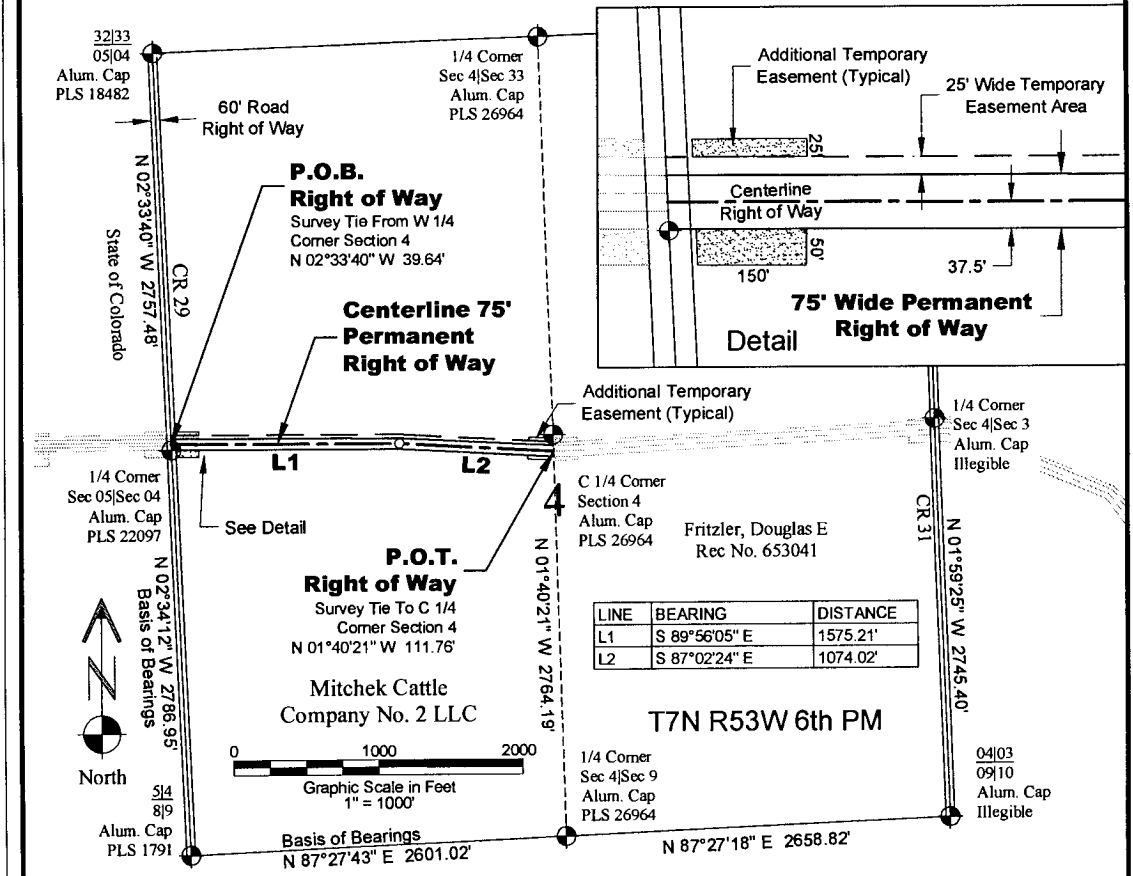 32|33
05|04
Alum. Cap
PLS 18482
60' Road
Right of Way
1/4 Corner
Sec 4|Sec 33
Alum. Cap
PLS 26964
N 02°33'40" W 2757.48'
CR 29
State of Colorado
P.O.B.
Right of Way
Survey Tie From W 1/4
Corner Section 4
N 02°33'40" W 39.64'
Centerline 75'
Permanent
Right of Way
Additional Temporary
Easement (Typical)
25' Wide Temporary
Easement Area
25'
Centerline
Right of Way
50'
150'
37.5'
75' Wide Permanent
Right of Way
Detail
Additional Temporary
Easement (Typical)
1/4 Corner
Sec 4|Sec 3
Alum. Cap
Illegible
L1
L2
1/4 Corner
Sec 05|Sec 04
Alum. Cap
PLS 22097
See Detail
4
C 1/4 Corner
Section 4
Alum. Cap
PLS 26964
Fritzler, Douglas E
Rec No. 653041
CR 31
N 01°59'25" W 2745.40'
P.O.T.
Right of Way
Survey Tie To C 1/4
Corner Section 4
N 01°40'21" W 111.76'
N 01°40'21" W 2764.19'
N 02°34'12" W 2786.95'
Basis of Bearings
LINE BEARING DISTANCE
L1 S 89°56'05" E 1575.21'
L2 S 87°02'24" E 1074.02'
Mitchek Cattle
Company No. 2 LLC
T7N R53W 6th PM
N
North
0 1000 2000
Graphic Scale in Feet
1" = 1000'
1/4 Corner
Sec 4|Sec 9
Alum. Cap
PLS 26964
04|03
09|10
Alum. Cap
Illegible
5|4
8|9
Alum. Cap
PLS 1791
Basis of Bearings
N 87°27'43" E 2601.02'
N 87°27'18" E 2658.82'